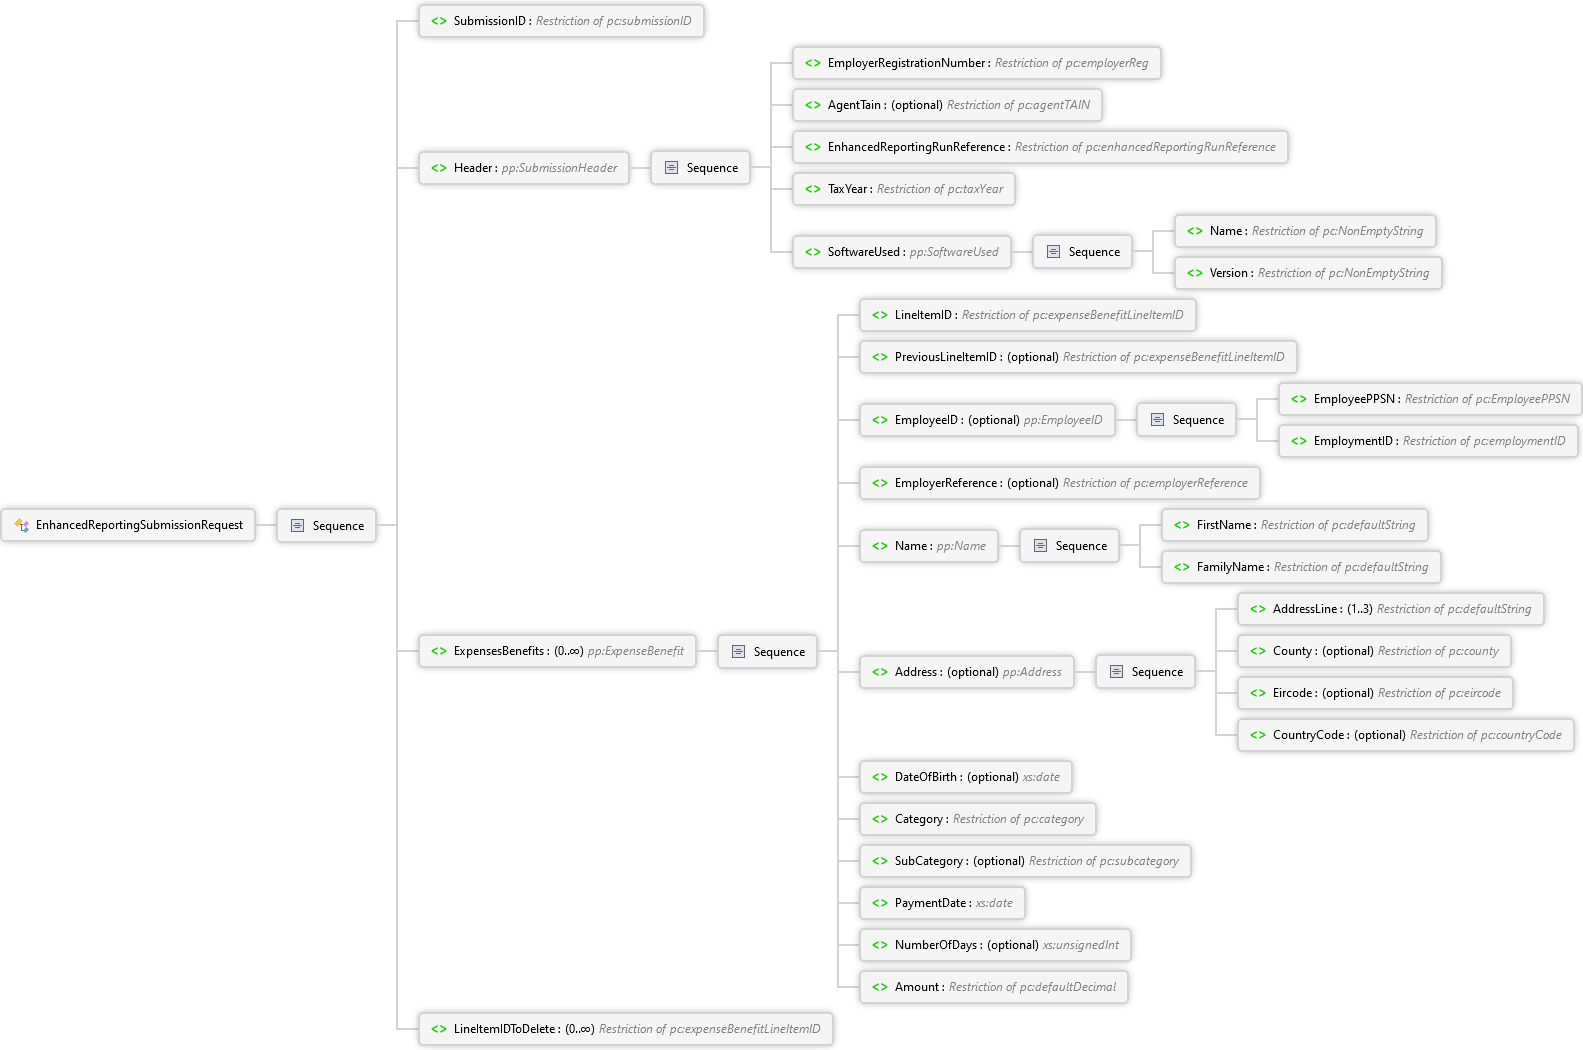 SubmissionID : Restriction of pc:submissionID
EmployerRegistrationNumber : Restriction of pc:employerReg
AgentTain : (optional) Restriction of pc:agentTAIN
EnhancedReportingRunReference : Restriction of pc:enhancedReportingRunReference
Header : pp:SubmissionHeader
Sequence
TaxYear : Restriction of pc:taxYear
Name : Restriction of pc:NonEmptyString
SoftwareUsed : pp:SoftwareUsed
Sequence
Version : Restriction of pc:NonEmptyString
LineItemID : Restriction of pc:expenseBenefitLineItemID
PreviousLineItemID : (optional) Restriction of pc:expenseBenefitLineItemID
EmployeePPSN : Restriction of pc:EmployeePPSN
EmployeeID : (optional) pp:EmployeeID
Sequence
EmploymentID : Restriction of pc:employmentID
EmployerReference : (optional) Restriction of pc:employerReference
EnhancedReportingSubmissionRequest
Sequence
FirstName : Restriction of pc:defaultString
Name : pp:Name
Sequence
FamilyName : Restriction of pc:defaultString
AddressLine : (1..3) Restriction of pc:defaultString
ExpensesBenefits : (0..∞) pp:ExpenseBenefit
Sequence
County : (optional) Restriction of pc:county
Address : (optional) pp:Address
Sequence
Eircode : (optional) Restriction of pc:eircode
CountryCode : (optional) Restriction of pc:countryCode
DateOfBirth : (optional) xs:date
Category : Restriction of pc:category
SubCategory : (optional) Restriction of pc:subcategory
PaymentDate : xs:date
NumberOfDays : (optional) xs:unsignedInt
Amount : Restriction of pc:defaultDecimal
LineItemIDToDelete : (0..∞) Restriction of pc:expenseBenefitLineItemID